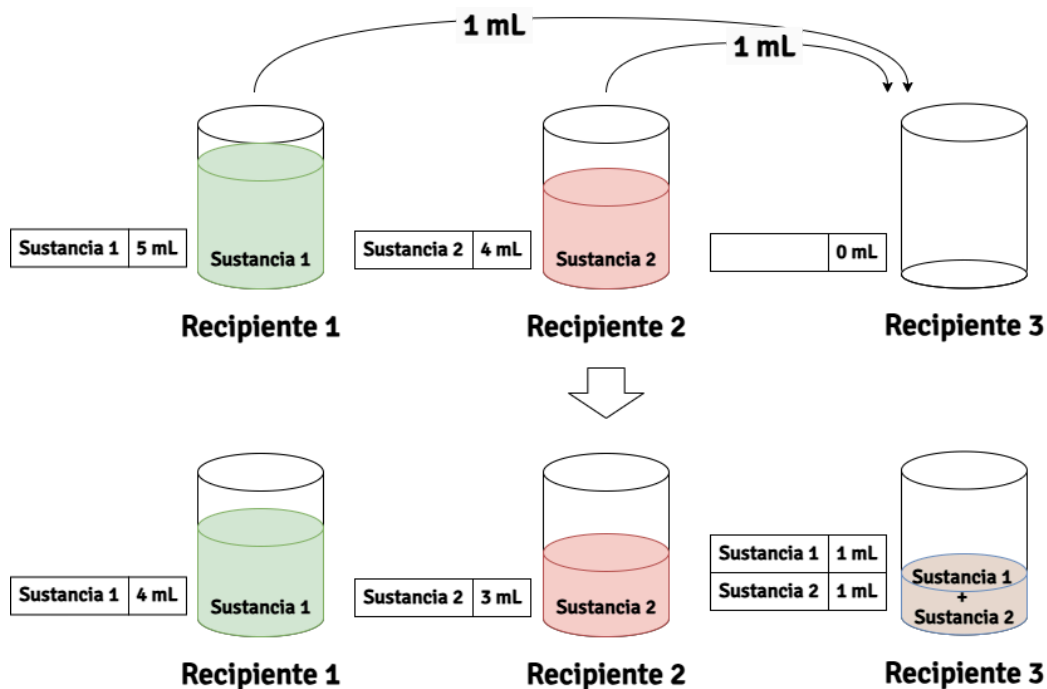 1 mL
1 mL
Sustancia 1 5 mL
Sustancia 1
Sustancia 2 4 mL
Sustancia 2
0 mL
Recipiente 1
Recipiente 2
Recipiente 3
Sustancia 1 4 mL
Sustancia 1
Sustancia 2 3 mL
Sustancia 2
Sustancia 1 1 mL
Sustancia 2 1 mL
Sustancia 1
+
Sustancia 2
Recipiente 1
Recipiente 2
Recipiente 3